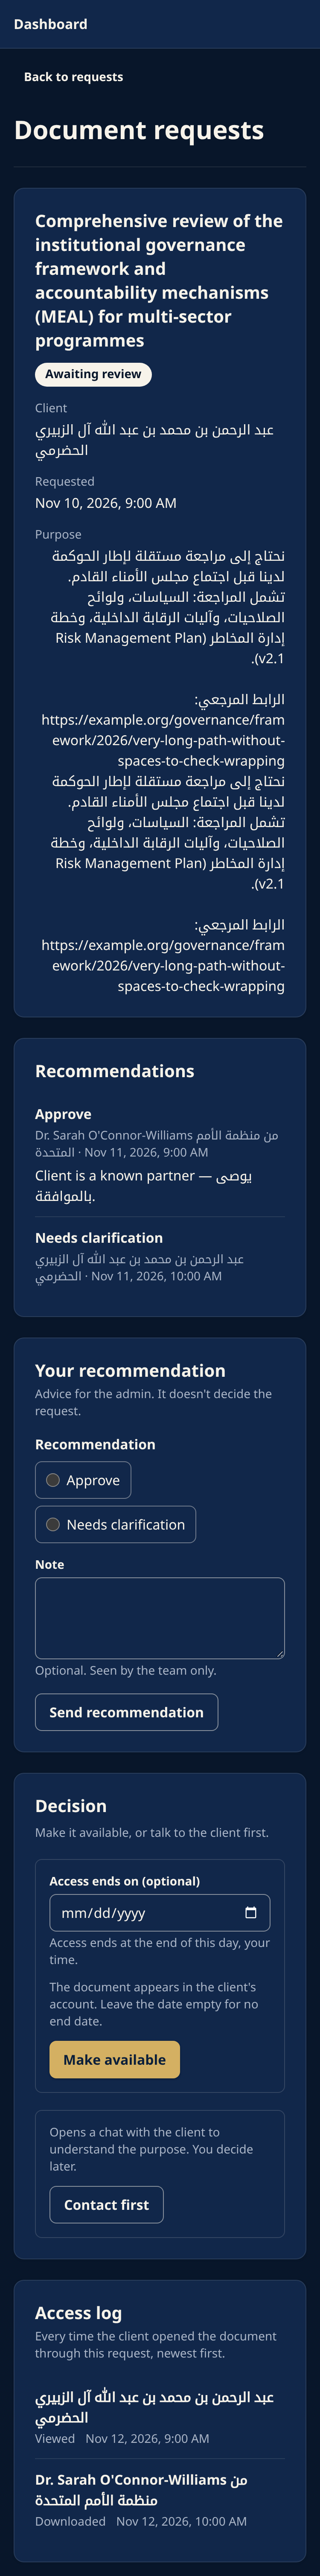 Dashboard
Back to requests
Document requests
Comprehensive review of the
institutional governance
framework and
accountability mechanisms
(MEAL) for multi-sector
programmes
Awaiting review
Client
عبد الرحمن بن محمد بن عبد الله آل الزبيري
الحضرمي
Requested
Nov 10, 2026, 9:00 AM
Purpose
نحتاج إلى مراجعة مستقلة لإطار الحوكمة
لدينا قبل اجتماع مجلس الأمناء القادم.
تشمل المراجعة: السياسات، ولوائح
الصلاحيات، وآليات الرقابة الداخلية، وخطة
إدارة المخاطر (Risk Management Plan
v2.1).
الرابط المرجعي:
https://example.org/governance/fram
ework/2026/very-long-path-without-
spaces-to-check-wrapping
نحتاج إلى مراجعة مستقلة لإطار الحوكمة
لدينا قبل اجتماع مجلس الأمناء القادم.
تشمل المراجعة: السياسات، ولوائح
الصلاحيات، وآليات الرقابة الداخلية، وخطة
إدارة المخاطر (Risk Management Plan
v2.1).
الرابط المرجعي:
https://example.org/governance/fram
ework/2026/very-long-path-without-
spaces-to-check-wrapping
Recommendations
Approve
Dr. Sarah O'Connor-Williams من منظمة الأمم
المتحدة · Nov 11, 2026, 9:00 AM
Client is a known partner — يوصى
بالموافقة.
Needs clarification
عبد الرحمن بن محمد بن عبد الله آل الزبيري
الحضرمي · Nov 11, 2026, 10:00 AM
Your recommendation
Advice for the admin. It doesn't decide the
request.
Recommendation
Approve
Needs clarification
Note
Optional. Seen by the team only.
Send recommendation
Decision
Make it available, or talk to the client first.
Access ends on (optional)
mm/dd/yyyy
Access ends at the end of this day, your
time.
The document appears in the client's
account. Leave the date empty for no
end date.
Make available
Opens a chat with the client to
understand the purpose. You decide
later.
Contact first
Access log
Every time the client opened the document
through this request, newest first.
عبد الرحمن بن محمد بن عبد الله آل الزبيري
الحضرمي
Viewed Nov 12, 2026, 9:00 AM
Dr. Sarah O'Connor-Williams من
منظمة الأمم المتحدة
Downloaded Nov 12, 2026, 10:00 AM